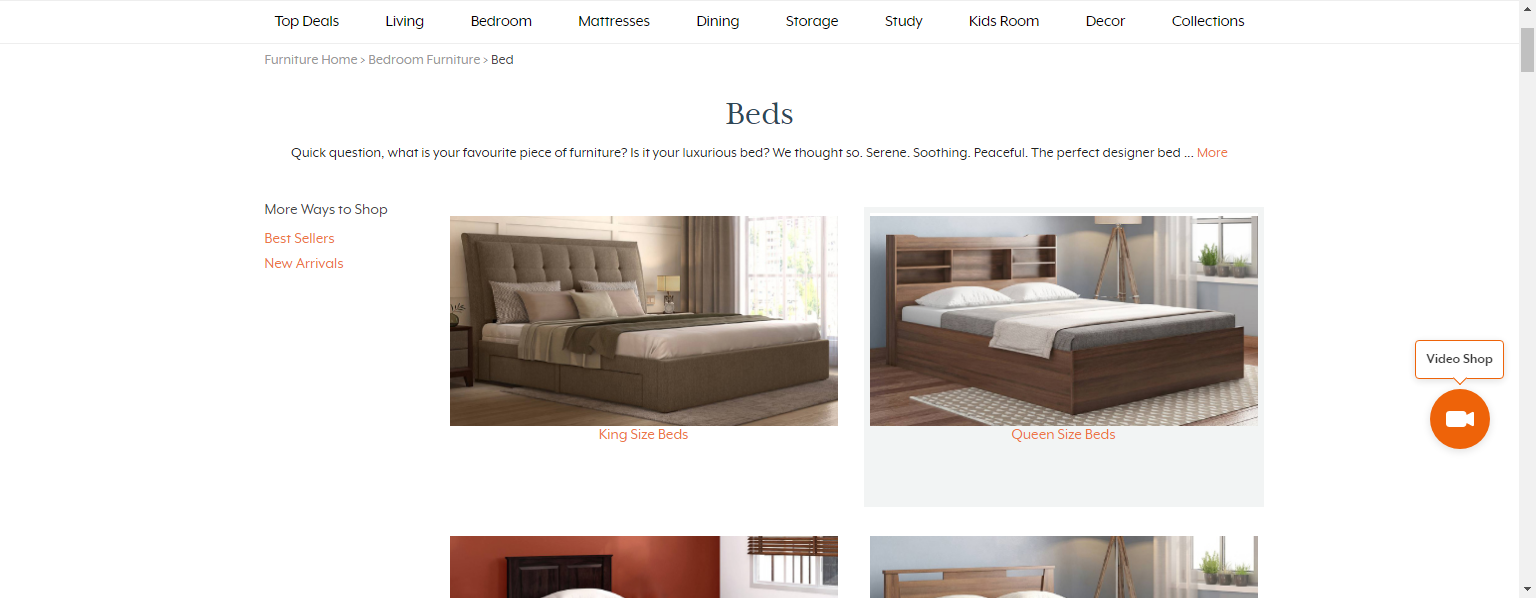 Top Deals Living Bedroom Mattresses Dining Storage Study Kids Room Decor Collections
Furniture Home > Bedroom Furniture > Bed
Beds
Quick question, what is your favourite piece of furniture? Is it your luxurious bed? We thought so. Serene. Soothing. Peaceful. The perfect designer bed ... More
More Ways to Shop
Best Sellers
New Arrivals
King Size Beds
Queen Size Beds
Video Shop